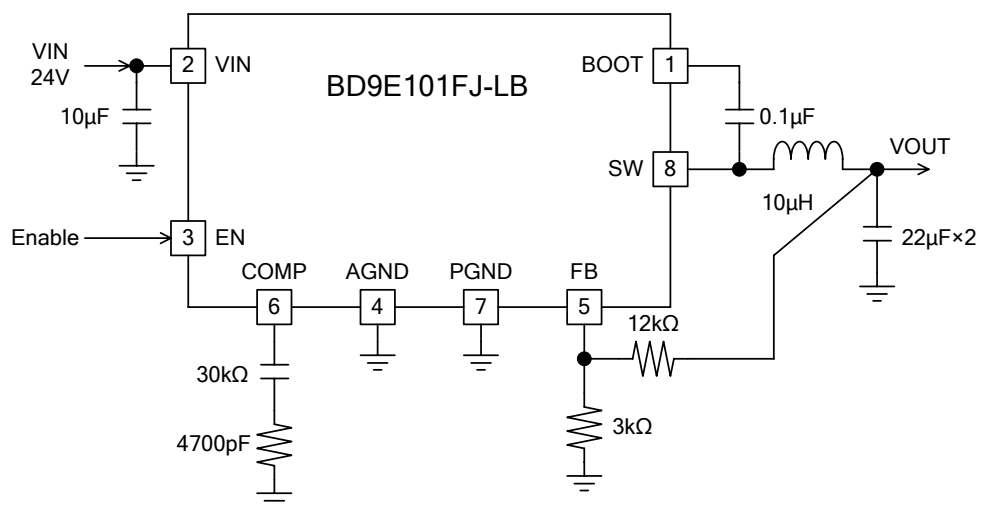 VIN
24V
2
VIN
BD9E101FJ-LB
BOOT
1
10µF
0.1µF
SW
8
VOUT
10µH
22µF×2
Enable
3
EN
COMP
AGND
PGND
FB
6
4
7
5
12kΩ
30kΩ
3kΩ
4700pF